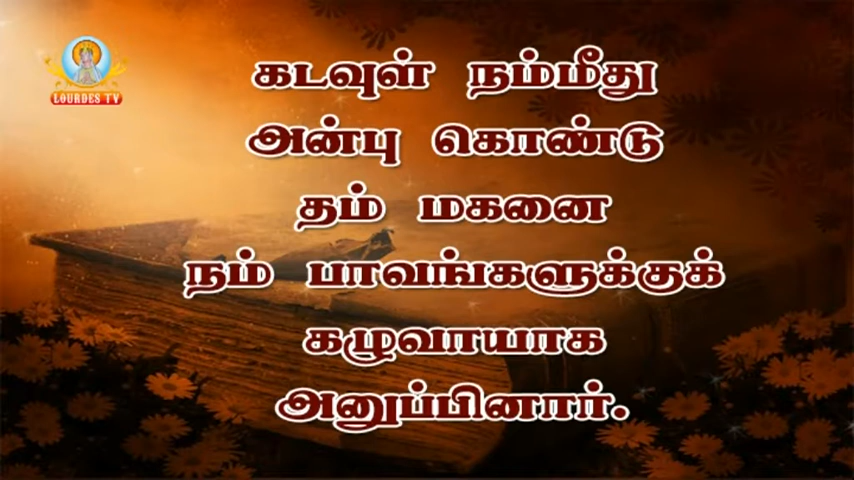 LOURDES TV
கடவுள் நம்மீது
அன்பு கொண்டு
தம் மகனை
நம் பாவங்களுக்குக்
கழுவாயாக
அனுப்பினார்.